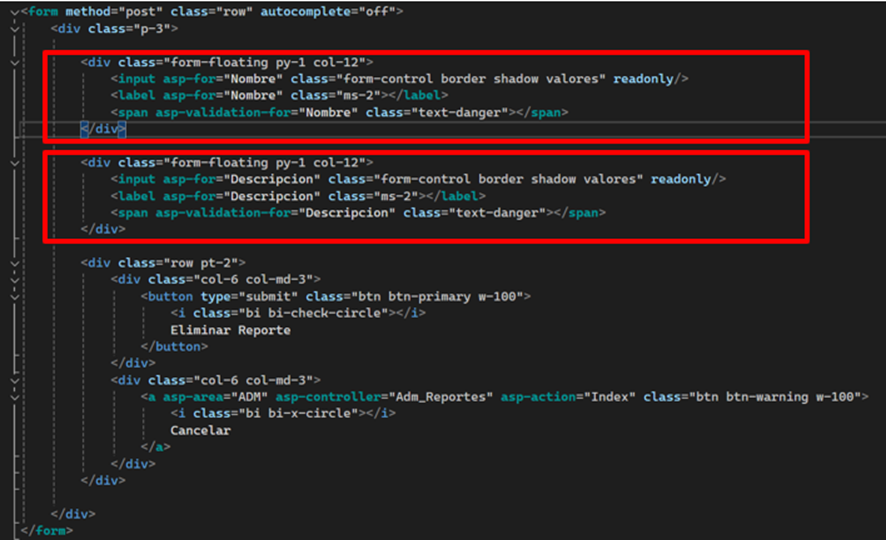 <form method="post" class="row" autocomplete="off">
<div class="p-3">
<div class="form-floating py-1 col-12">
<input asp-for="Nombre" class="form-control border shadow valores" readonly/>
<label asp-for="Nombre" class="ms-2"></label>
<span asp-validation-for="Nombre" class="text-danger"></span>
</div>
<div class="form-floating py-1 col-12">
<input asp-for="Descripcion" class="form-control border shadow valores" readonly/>
<label asp-for="Descripcion" class="ms-2"></label>
<span asp-validation-for="Descripcion" class="text-danger"></span>
</div>
<div class="row pt-2">
<div class="col-6 col-md-3">
<button type="submit" class="btn btn-primary w-100">
<i class="bi bi-check-circle"></i>
Eliminar Reporte
</button>
</div>
<div class="col-6 col-md-3">
<a asp-area="ADM" asp-controller="Adm_Reportes" asp-action="Index" class="btn btn-warning w-100">
<i class="bi bi-x-circle"></i>
Cancelar
</a>
</div>
</div>
</div>
</form>